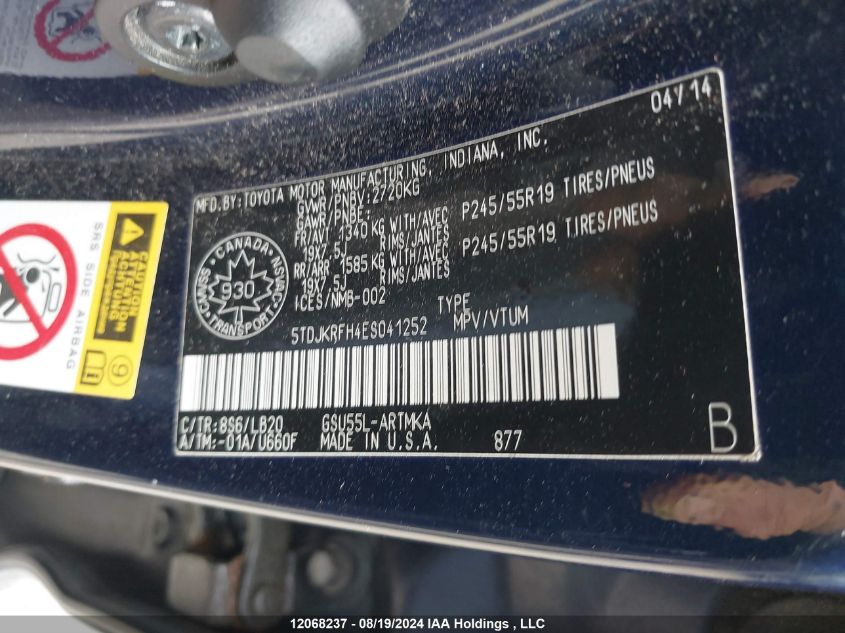 04/14
MFD.BY:TOYOTA MOTOR MANUFACTURING, INDIANA, INC.
GVWR/PNBV:2720KG
GAWR/PNBE:
FR/AV 1340 KG WITH/AVEC P245/55R19 TIRES/PNEUS
19X7.5J RIMS/JANTES
RR/ARR 1585 KG WITH/AVEC P245/55R19 TIRES/PNEUS
19X7.5J RIMS/JANTES
ICES/NMB-002
CANADA
930
TRANSPORT
TYPE
5TDJKRFH4ES041252 MPV/VTUM
C/TR:8S6/LB20 GSU55L-ARTMKA
A/TM:-01A/U660F MADE IN U.S.A. 877
B
SRS SIDE AIRBAG
CAUTION
ACHTUNG
9
12068237 - 08/19/2024 IAA Holdings , LLC